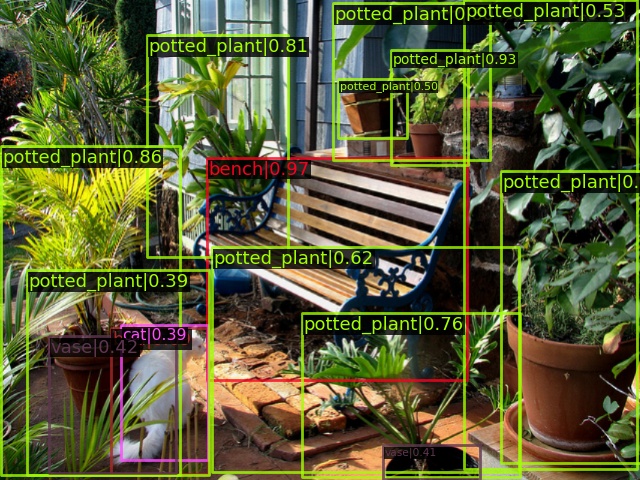 potted_plant|0.
potted_plant|0.53
potted_plant|0.81
potted_plant|0.93
potted_plant|0.50
potted_plant|0.86
bench|0.97
potted_plant|0.
potted_plant|0.62
potted_plant|0.39
potted_plant|0.76
cat|0.39
vase|0.42
vase|0.41